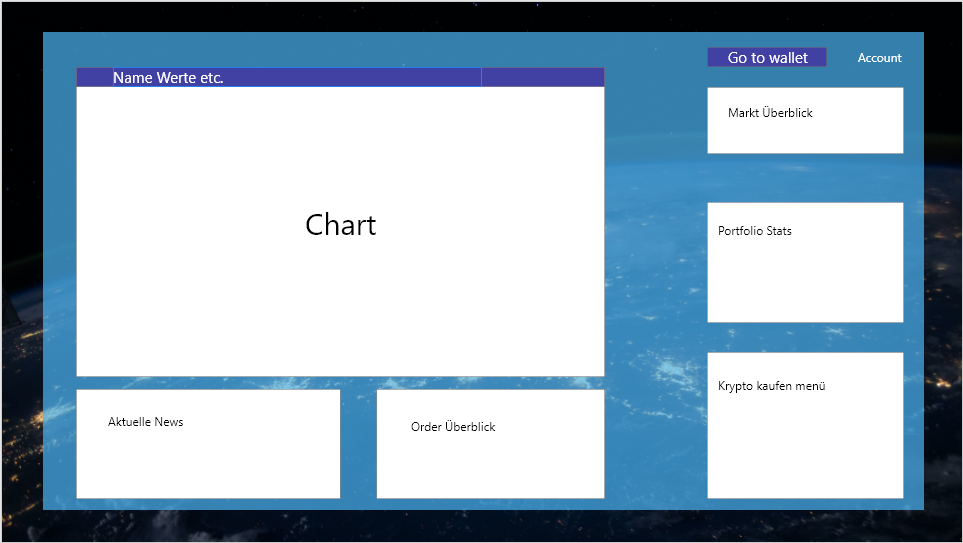 Go to wallet
Account
Name Werte etc.
Markt Überblick
Chart
Portfolio Stats
Krypto kaufen menü
Aktuelle News
Order Überblick